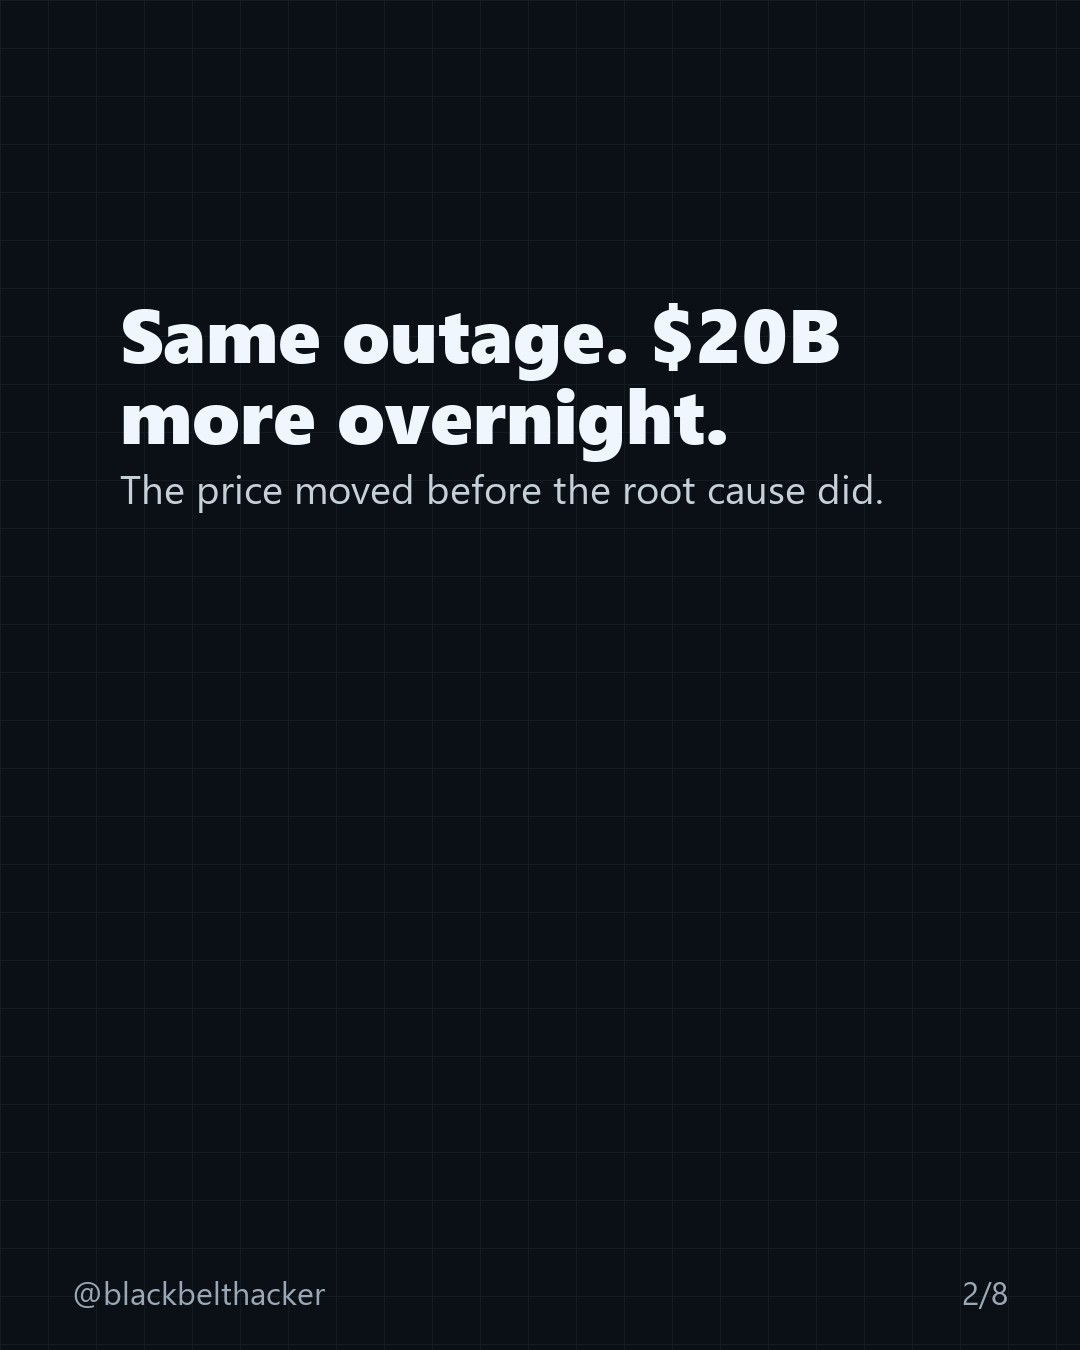 Same outage. $20B
more overnight.
The price moved before the root cause did.
@blackbelthacker
2/8